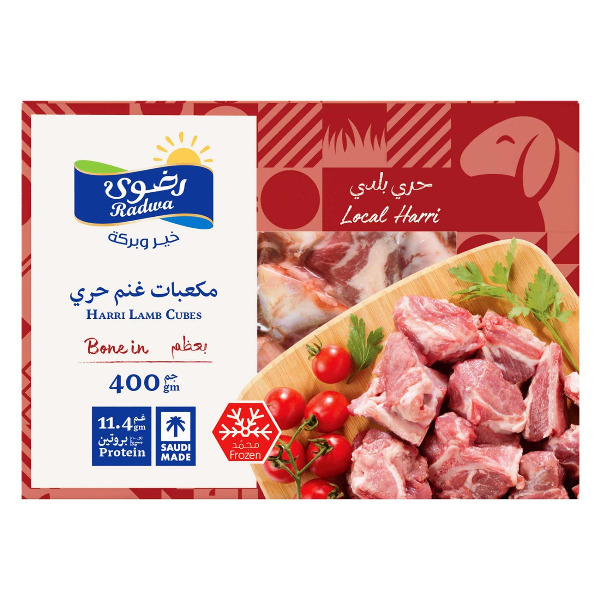 رضوى
Radwa
خير وبركة
حري بلدي
Local Harri
مكعبات غنم حري
HARRI LAMB CUBES
Bone in بعظم
400 جم gm
11.4 غم gm
بروتين
Protein
SAUDI
MADE
مجمّد
Frozen